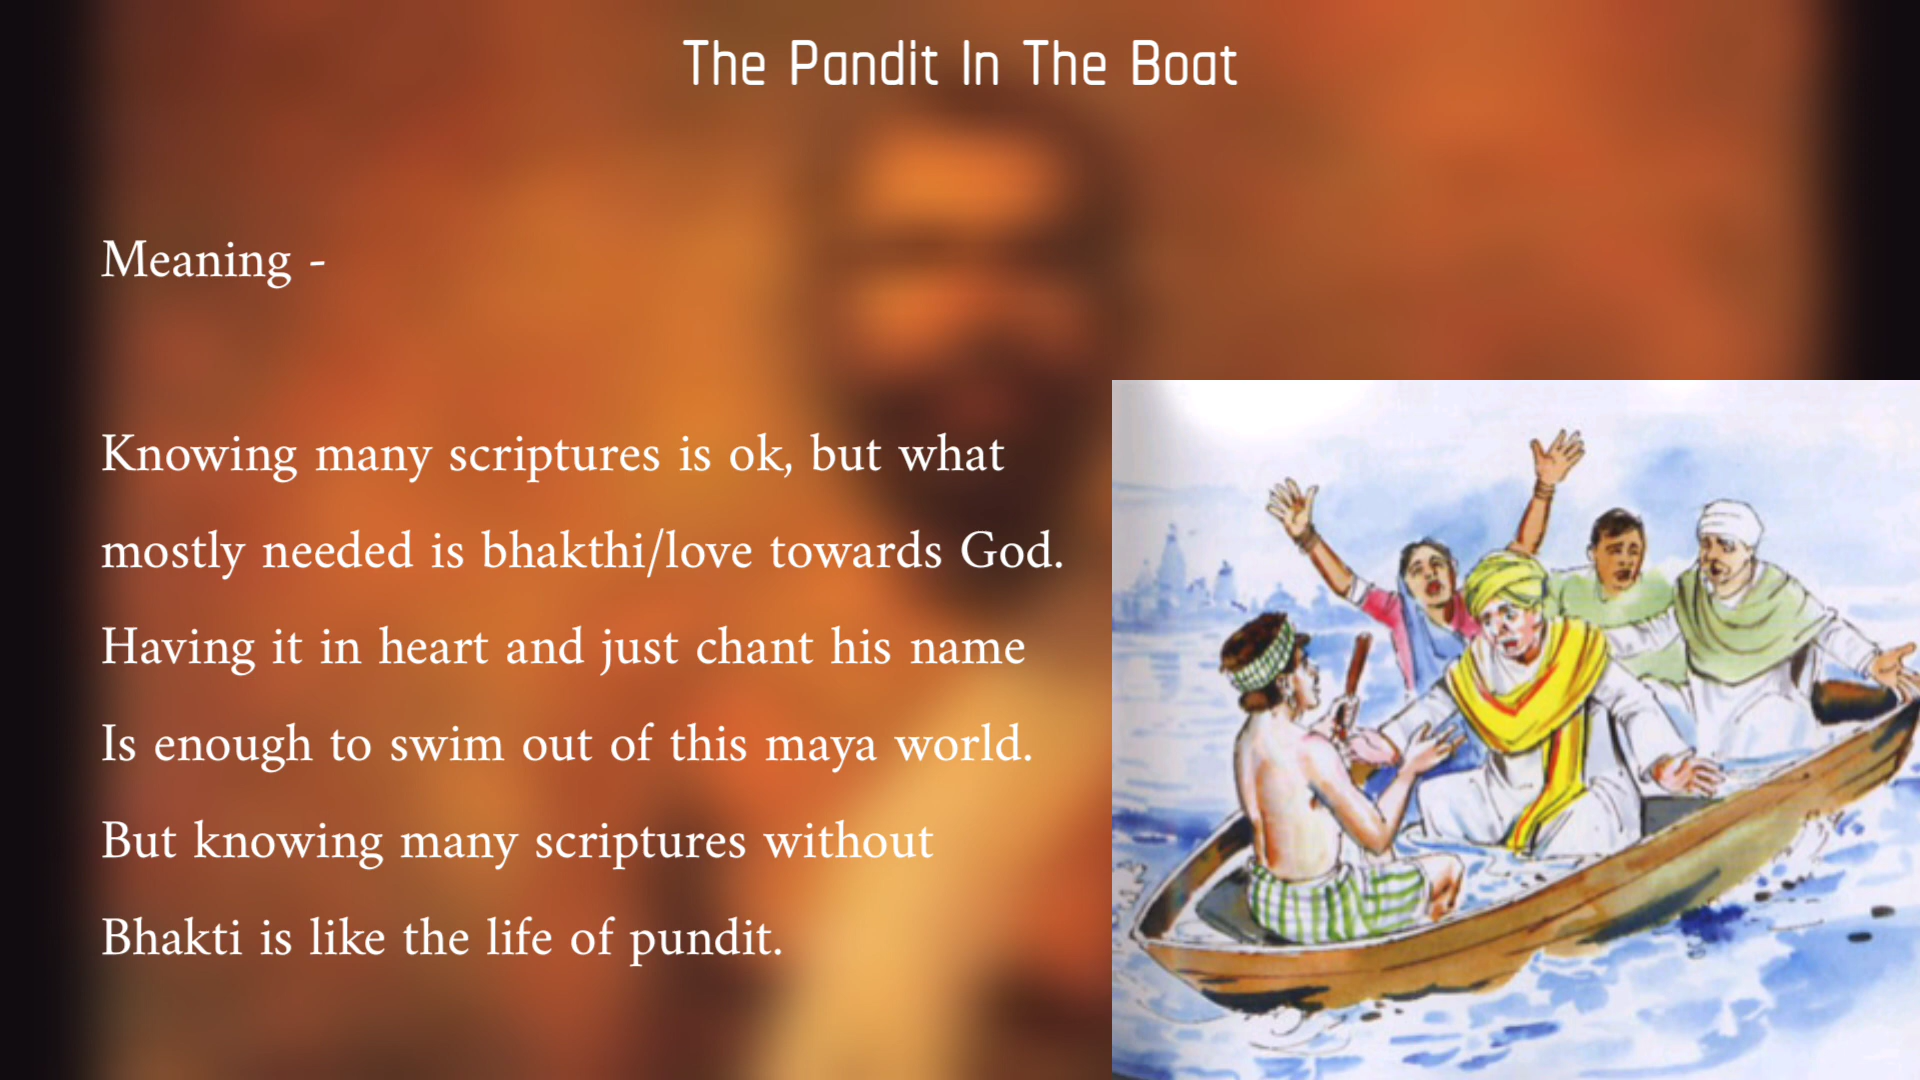 The Pandit In The Boat
Meaning -
Knowing many scriptures is ok, but what
mostly needed is bhakthi/love towards God.
Having it in heart and just chant his name
Is enough to swim out of this maya world.
But knowing many scriptures without
Bhakti is like the life of pundit.